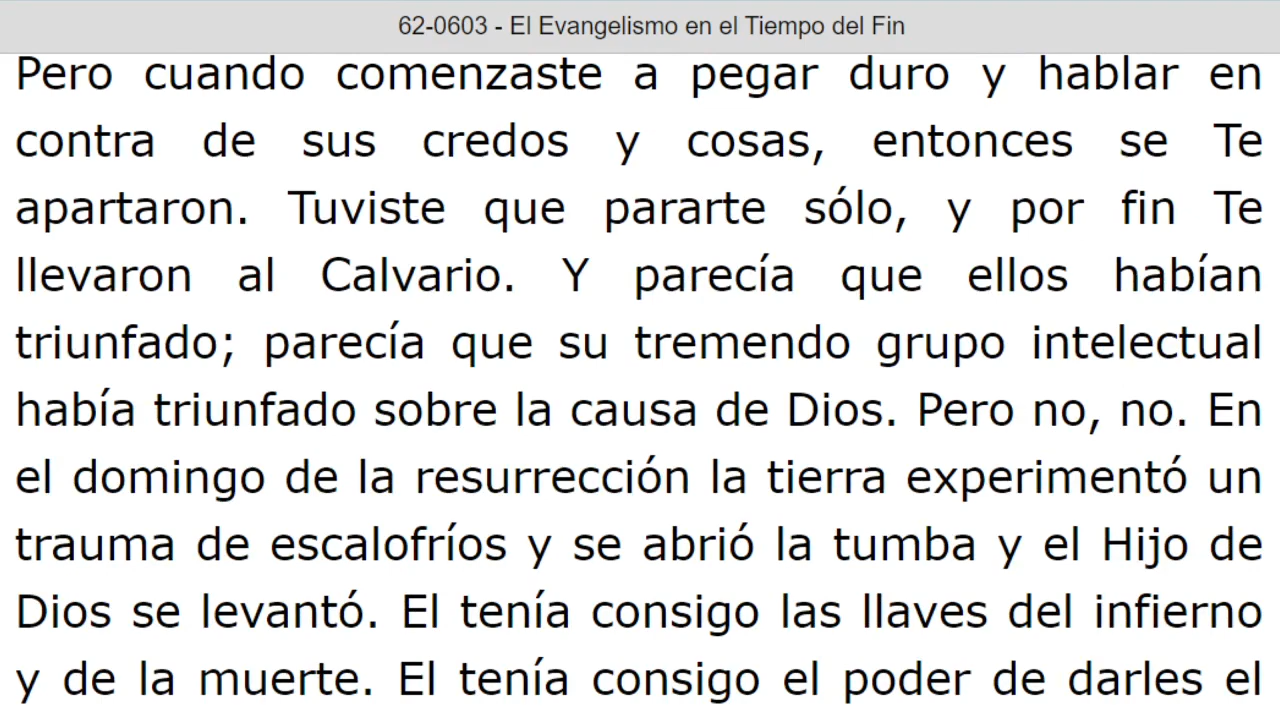 62-0603 - El Evangelismo en el Tiempo del Fin
Pero cuando comenzaste a pegar duro y hablar en
contra de sus credos y cosas, entonces se Te
apartaron. Tuviste que pararte sólo, y por fin Te
llevaron al Calvario. Y parecía que ellos habían
triunfado; parecía que su tremendo grupo intelectual
había triunfado sobre la causa de Dios. Pero no, no. En
el domingo de la resurrección la tierra experimentó un
trauma de escalofríos y se abrió la tumba y el Hijo de
Dios se levantó. El tenía consigo las llaves del infierno
y de la muerte. El tenía consigo el poder de darles el